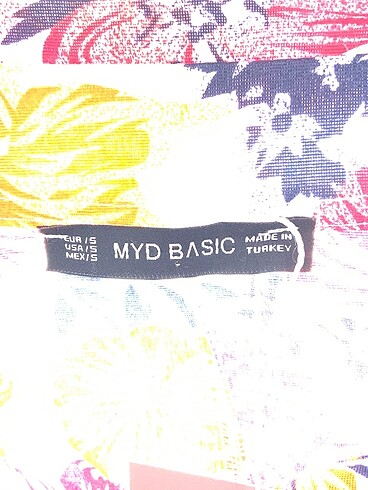 EUR/S
USA/S
MEX/S
MYD BASIC
MADE IN
TURKEY